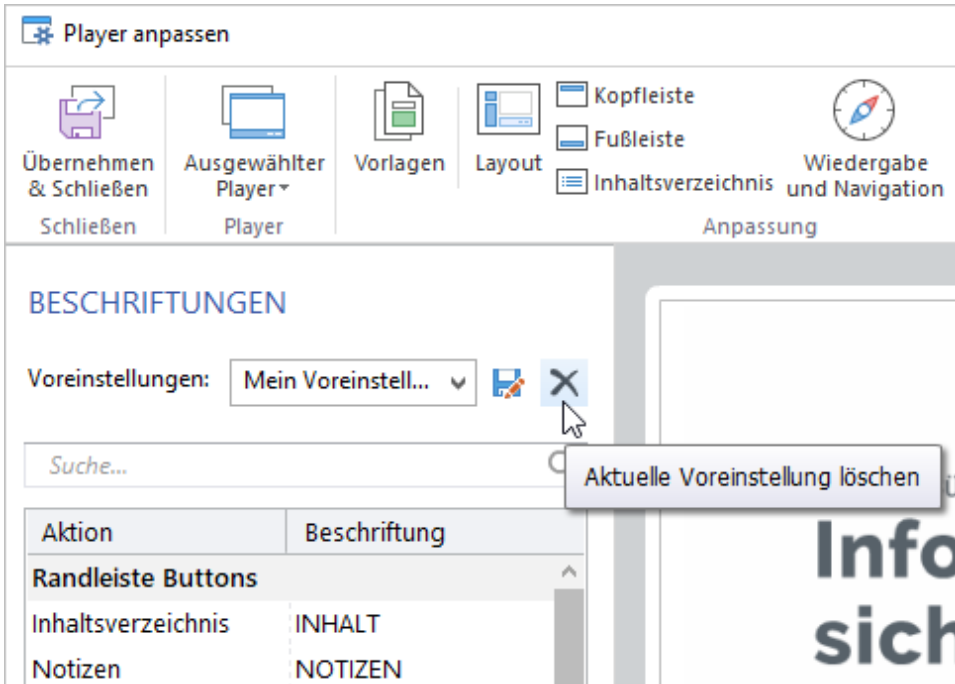 Player anpassen
Übernehmen
& Schließen
Ausgewählter
Player
Vorlagen
Layout
Kopfleiste
Fußleiste
Inhaltsverzeichnis
Wiedergabe
und Navigation
Schließen
Player
Anpassung
BESCHRIFTUNGEN
Voreinstellungen:
Mein Voreinstell...
Suche...
Aktuelle Voreinstellung löschen
Aktion
Beschriftung
Randleiste Buttons
Inhaltsverzeichnis
INHALT
Notizen
NOTIZEN
Info
sich